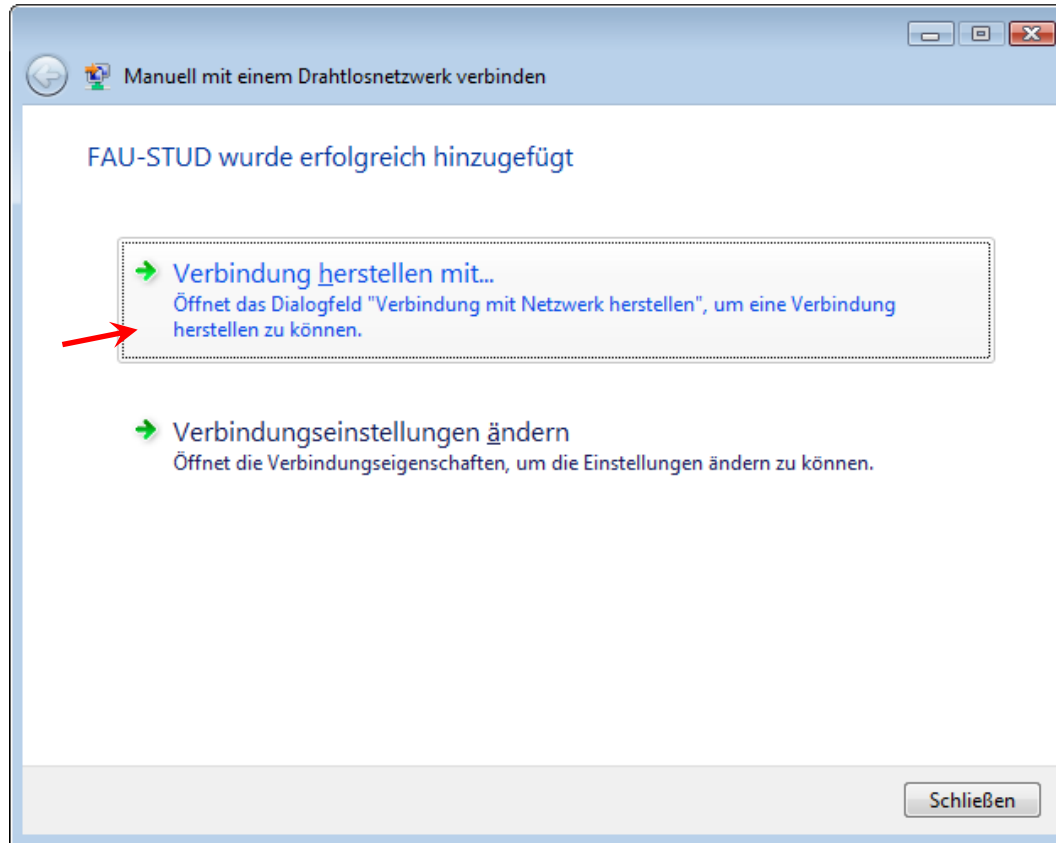 Manuell mit einem Drahtlosnetzwerk verbinden
FAU-STUD wurde erfolgreich hinzugefügt
Verbindung herstellen mit...
Öffnet das Dialogfeld "Verbindung mit Netzwerk herstellen", um eine Verbindung
herstellen zu können.
Verbindungseinstellungen ändern
Öffnet die Verbindungseigenschaften, um die Einstellungen ändern zu können.
Schließen